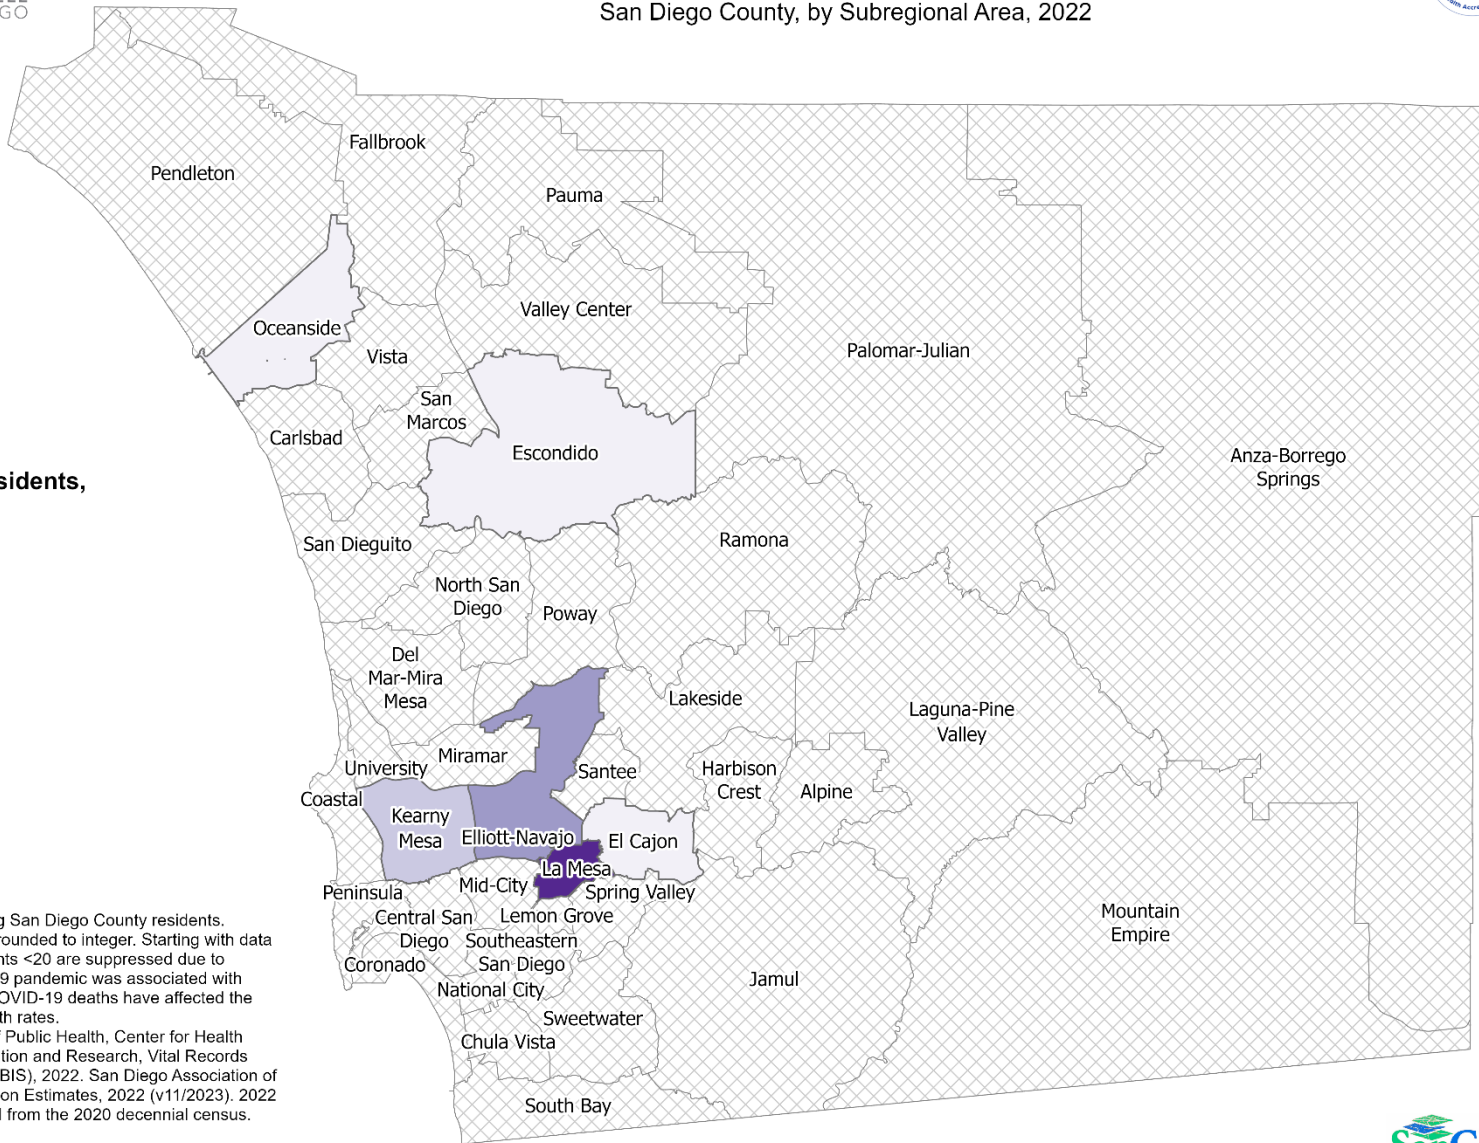 GO
San Diego County, by Subregional Area, 2022
Fallbrook
Pendleton
Pauma
Valley Center
Oceanside
Palomar-Julian
Vista
San
Marcos
Carlsbad
Escondido
Anza-Borrego
Springs
sidents,
San Dieguito
Ramona
North San
Diego
Poway
Del
Mar-Mira
Mesa
Lakeside
Laguna-Pine
Valley
Miramar
University
Santee
Harbison
Crest
Alpine
Coastal
Kearny
Mesa
Elliott-Navajo
El Cajon
La Mesa
Peninsula
Mid-City
Spring Valley
Central San
Diego
Lemon Grove
Southeastern
San Diego
Coronado
National City
Jamul
Mountain
Empire
Sweetwater
Chula Vista
South Bay
g San Diego County residents.
rounded to integer. Starting with data
nts <20 are suppressed due to
9 pandemic was associated with
OVID-19 deaths have affected the
th rates.
f Public Health, Center for Health
tion and Research, Vital Records
BIS), 2022. San Diego Association of
on Estimates, 2022 (v11/2023). 2022
d from the 2020 decennial census.